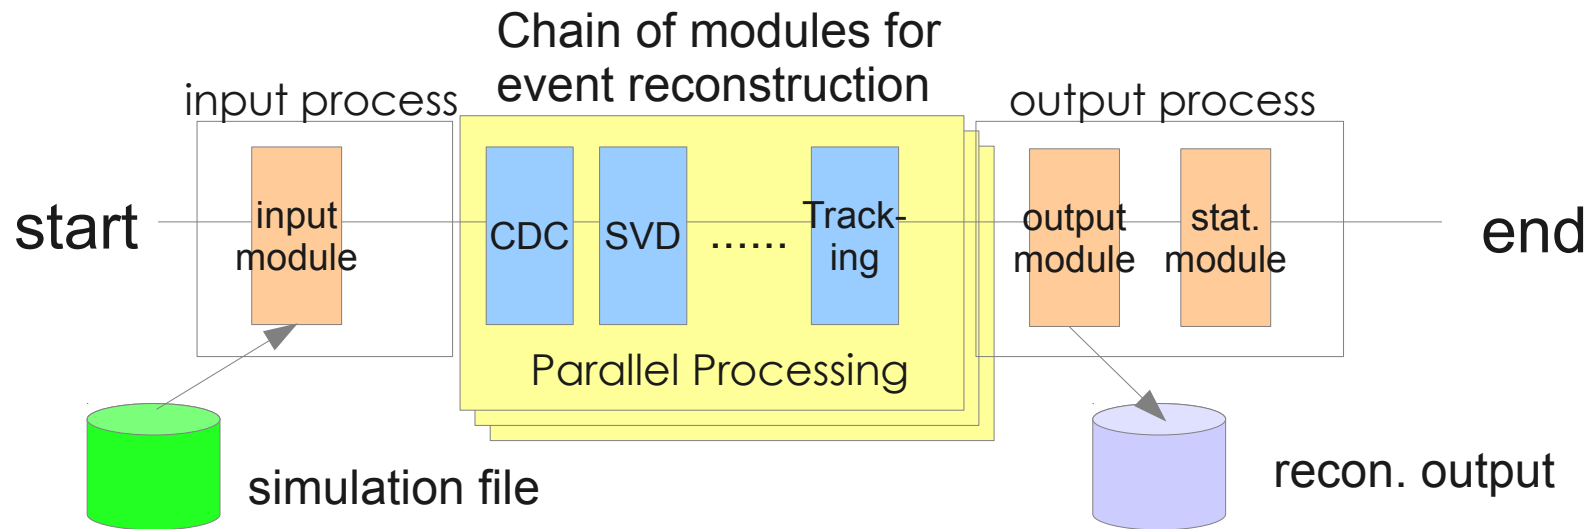 Chain of modules for
event reconstruction
input process
output process
start
input
module
CDC
SVD
......
Track-
ing
output
module
stat.
module
end
Parallel Processing
simulation file
recon. output